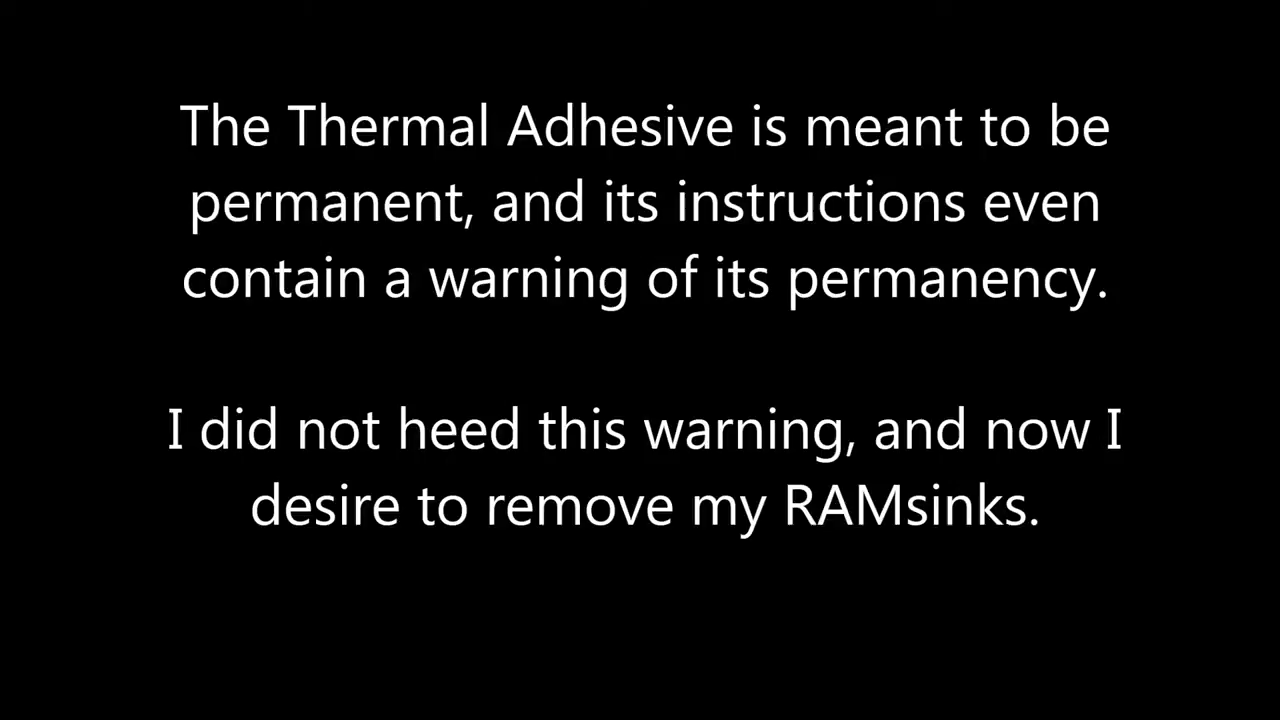 The Thermal Adhesive is meant to be
permanent, and its instructions even
contain a warning of its permanency.
I did not heed this warning, and now I
desire to remove my RAMsinks.